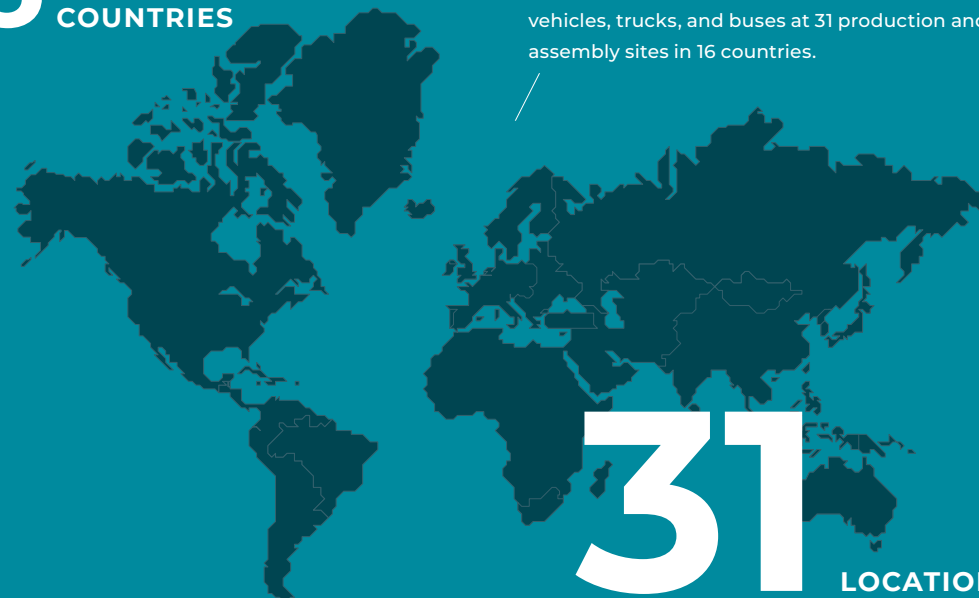 COUNTRIES
vehicles, trucks, and buses at 31 production and
assembly sites in 16 countries.
31